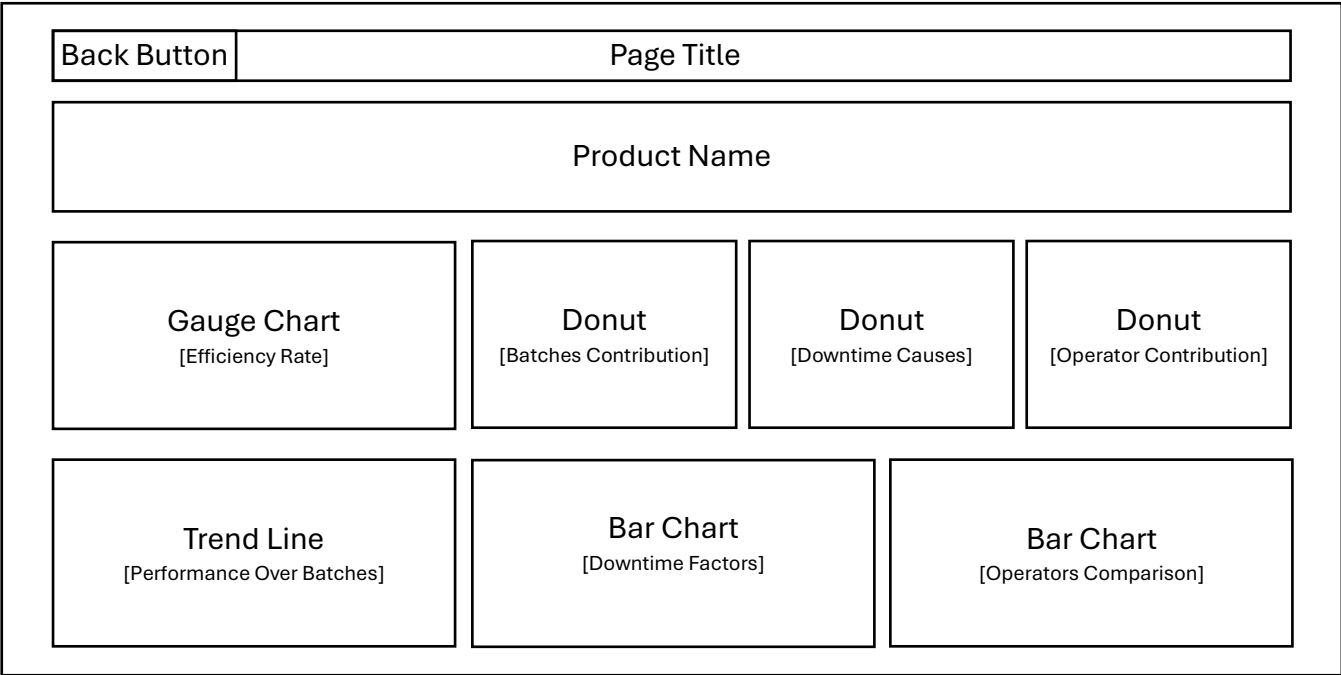 Back Button
Page Title
Product Name
Gauge Chart
[Efficiency Rate]
Donut
[Batches Contribution]
Donut
[Downtime Causes]
Donut
[Operator Contribution]
Trend Line
[Performance Over Batches]
Bar Chart
[Downtime Factors]
Bar Chart
[Operators Comparison]